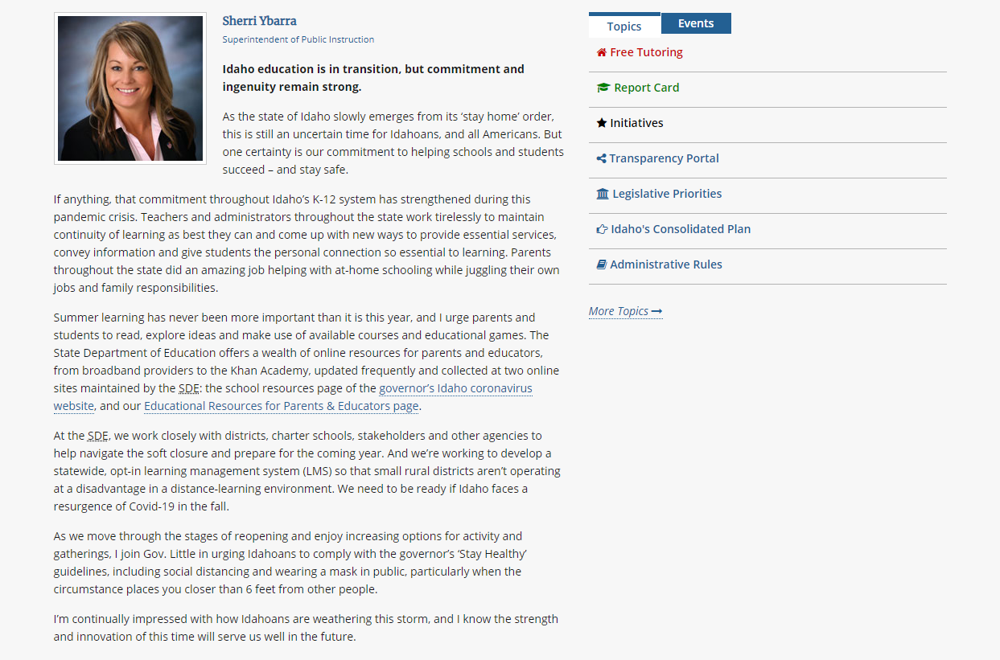 Sherri Ybarra
Superintendent of Public Instruction
Idaho education is in transition, but commitment and
ingenuity remain strong.
As the state of Idaho slowly emerges from its ‘stay home’ order,
this is still an uncertain time for Idahoans, and all Americans. But
one certainty is our commitment to helping schools and students
succeed – and stay safe.
If anything, that commitment throughout Idaho’s K-12 system has strengthened during this
pandemic crisis. Teachers and administrators throughout the state work tirelessly to maintain
continuity of learning as best they can and come up with new ways to provide essential services,
convey information and give students the personal connection so essential to learning. Parents
throughout the state did an amazing job helping with at-home schooling while juggling their own
jobs and family responsibilities.
Summer learning has never been more important than it is this year, and I urge parents and
students to read, explore ideas and make use of available courses and educational games. The
State Department of Education offers a wealth of online resources for parents and educators,
from broadband providers to the Khan Academy, updated frequently and collected at two online
sites maintained by the SDE: the school resources page of the governor’s Idaho coronavirus
website, and our Educational Resources for Parents & Educators page.
At the SDE, we work closely with districts, charter schools, stakeholders and other agencies to
help navigate the soft closure and prepare for the coming year. And we’re working to develop a
statewide, opt-in learning management system (LMS) so that small rural districts aren’t operating
at a disadvantage in a distance-learning environment. We need to be ready if Idaho faces a
resurgence of Covid-19 in the fall.
As we move through the stages of reopening and enjoy increasing options for activity and
gatherings, I join Gov. Little in urging Idahoans to comply with the governor’s ‘Stay Healthy’
guidelines, including social distancing and wearing a mask in public, particularly when the
circumstance places you closer than 6 feet from other people.
I’m continually impressed with how Idahoans are weathering this storm, and I know the strength
and innovation of this time will serve us well in the future.
Topics
Events
Free Tutoring
Report Card
Initiatives
Transparency Portal
Legislative Priorities
Idaho's Consolidated Plan
Administrative Rules
More Topics